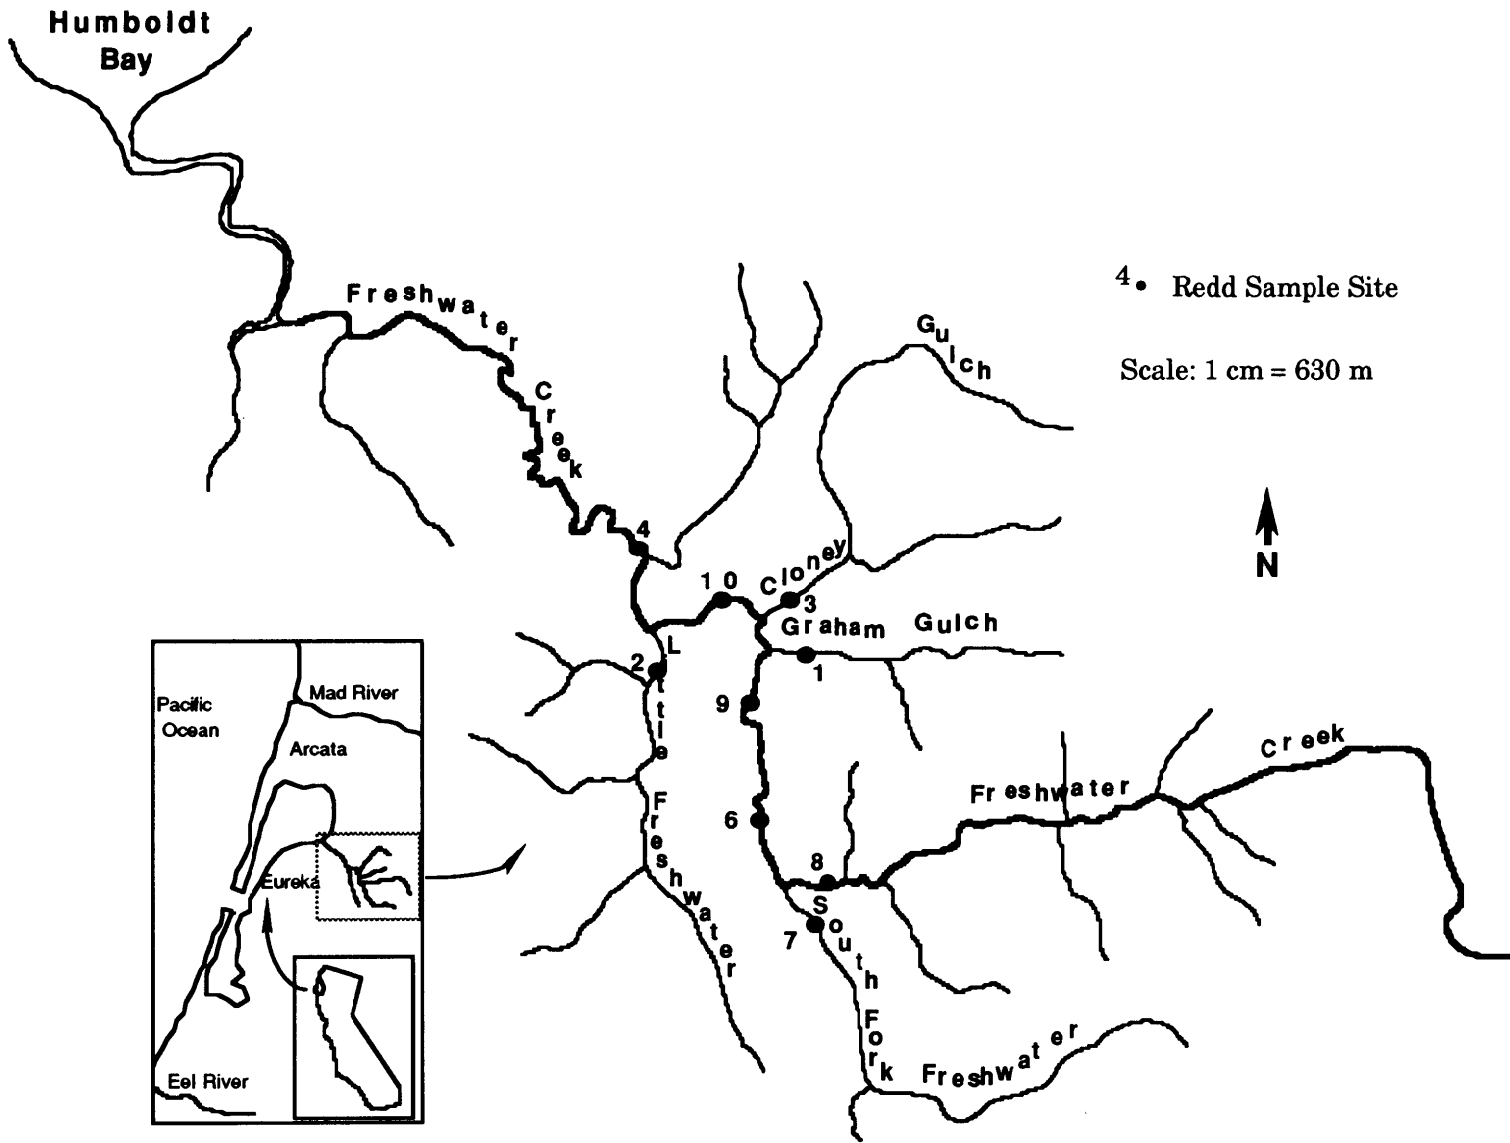 Humboldt
Bay
Freshwater
Creek
4
Redd Sample Site
Scale: 1 cm = 630 m
N
Gulch
Cloney
4
10
3
Graham Gulch
1
2
Little
Freshwater
9
6
8
7
South
Fork
Freshwater
Freshwater
Creek
Pacific
Ocean
Mad River
Arcata
Eureka
Eel River